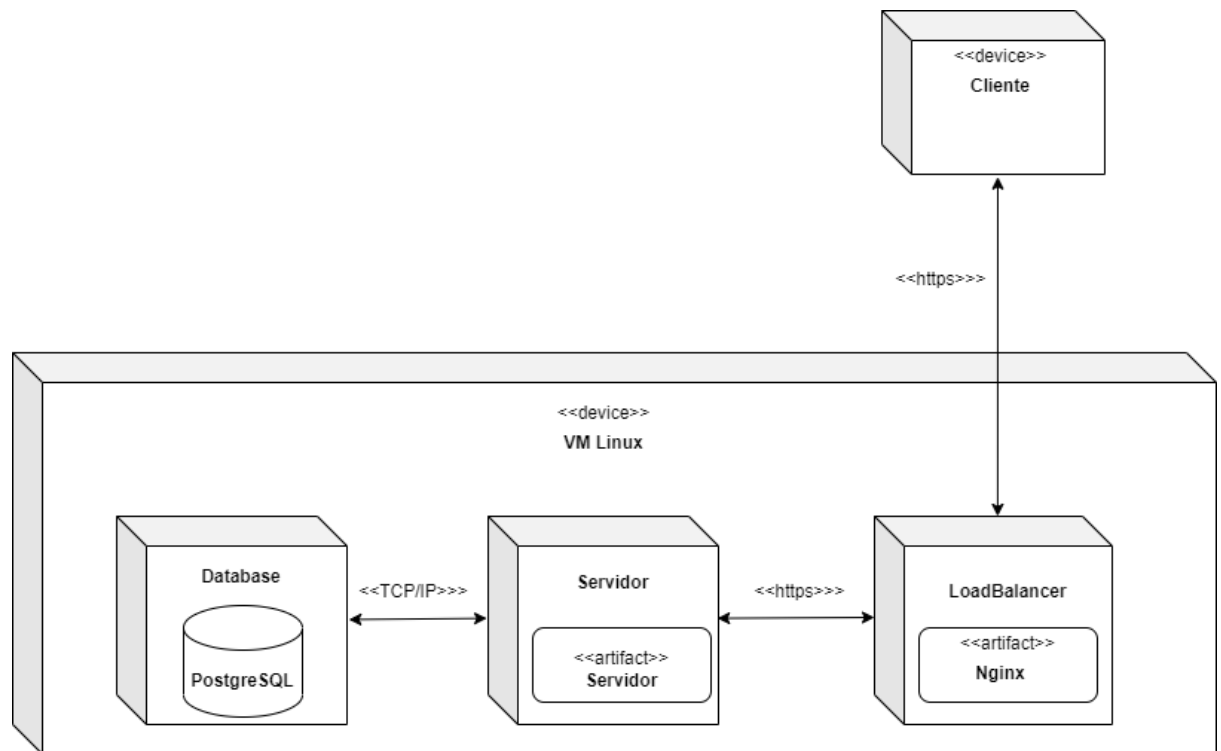 <<device>>
Cliente
<<https>>>
<<device>>
VM Linux
Database
<<TCP/IP>>>
Servidor
<<https>>>
LoadBalancer
PostgreSQL
<<artifact>>
Servidor
<<artifact>>
Nginx